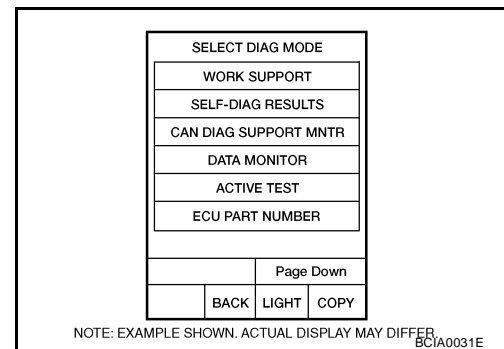 SELECT DIAG MODE
WORK SUPPORT
SELF-DIAG RESULTS
CAN DIAG SUPPORT MNTR
DATA MONITOR
ACTIVE TEST
ECU PART NUMBER
Page Down
BACK LIGHT COPY
NOTE: EXAMPLE SHOWN. ACTUAL DISPLAY MAY DIFFER.
BCIA0031E